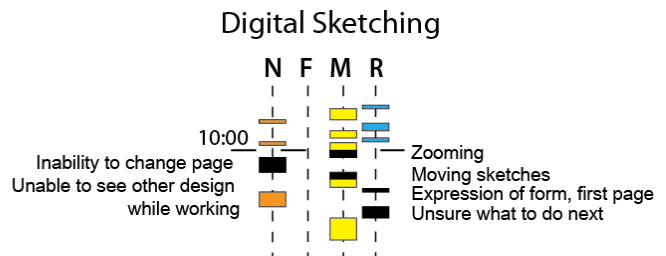 Digital Sketching
N F M R
10:00
Inability to change page
Unable to see other design
while working
Zooming
Moving sketches
Expression of form, first page
Unsure what to do next